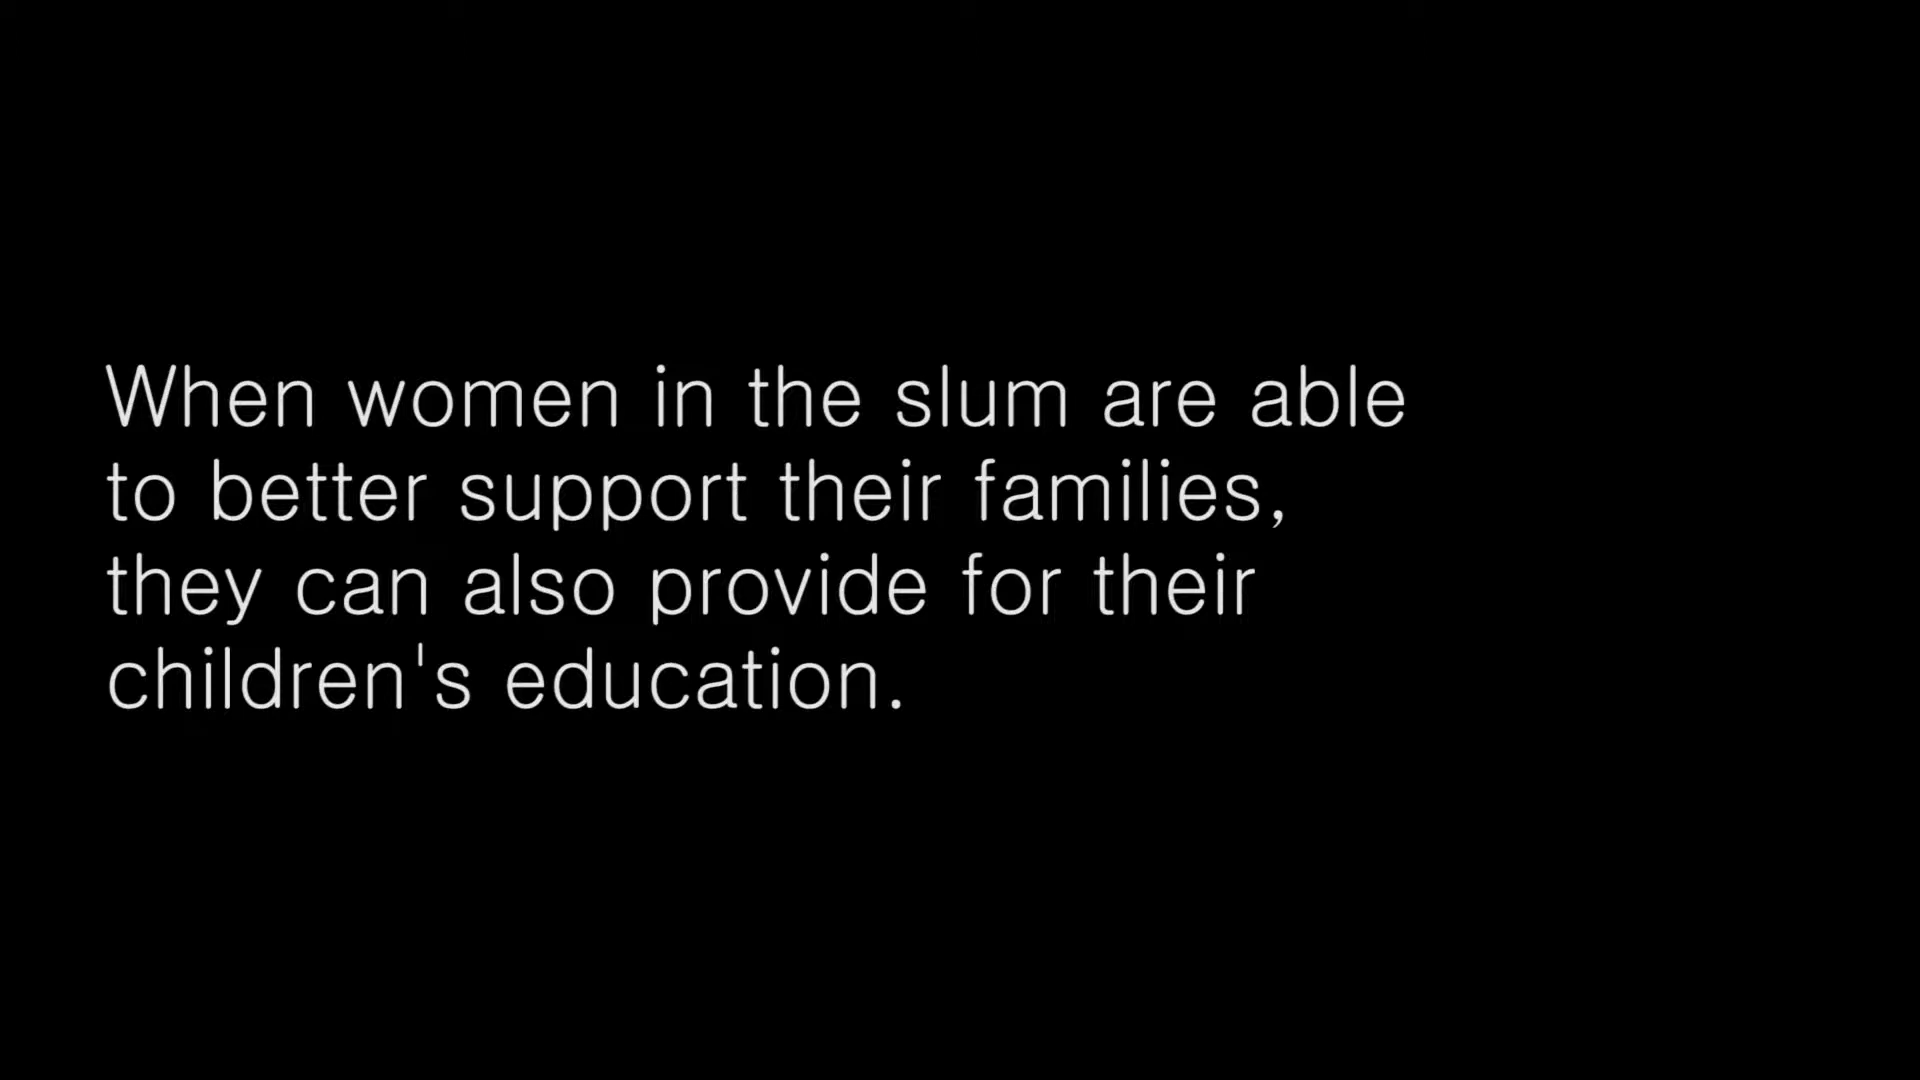 When women in the slum are able
to better support their families,
they can also provide for their
children's education.